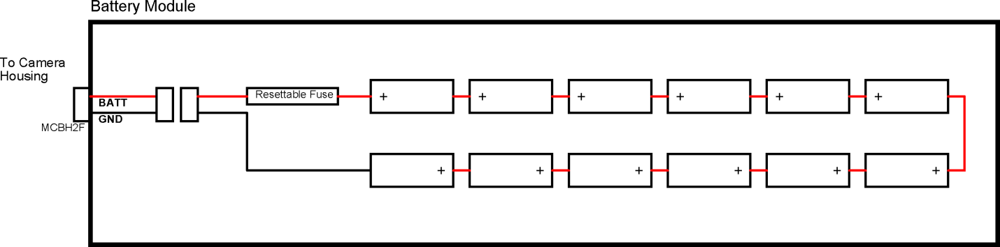 Battery Module
To Camera
Housing
BATT
GND
MCBH2F
Resettable Fuse
+ + + + + +
+ + + + + +